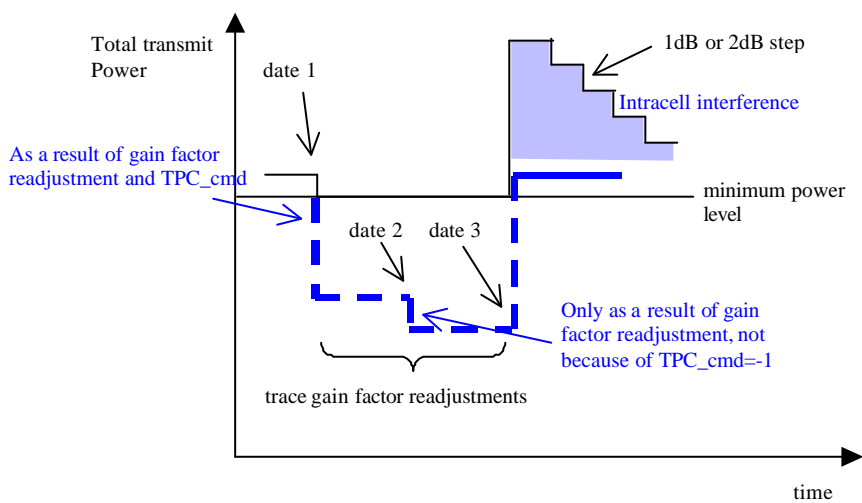 Total transmit
Power
date 1
1dB or 2dB step
Intracell interference
As a result of gain factor
readjustment and TPC_cmd
minimum power
level
date 2
date 3
Only as a result of gain
factor readjustment, not
because of TPC_cmd=-1
trace gain factor readjustments
time